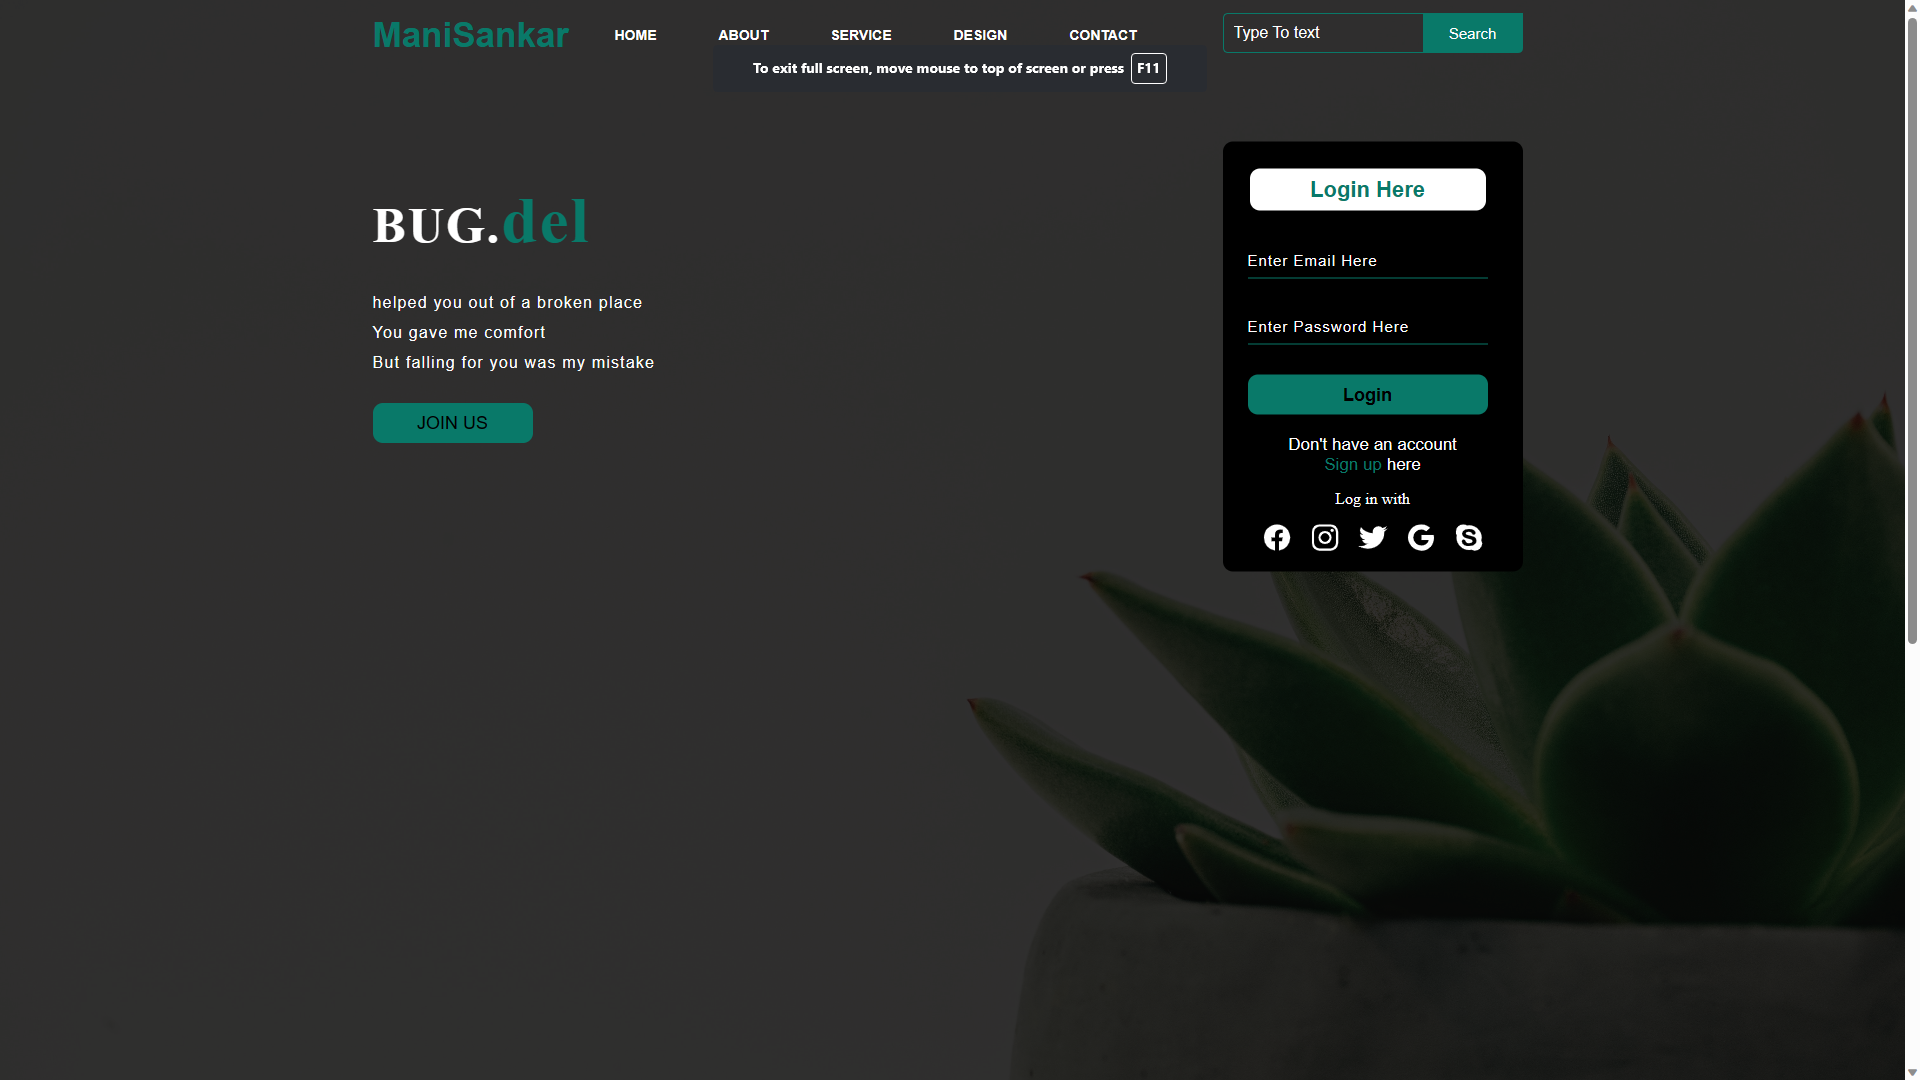 ManiSankar
HOME ABOUT SERVICE DESIGN CONTACT
Type To text Search
To exit full screen, move mouse to top of screen or press F11
BUG.del
helped you out of a broken place
You gave me comfort
But falling for you was my mistake
JOIN US
Login Here
Enter Email Here
Enter Password Here
Login
Don't have an account
Sign up here
Log in with